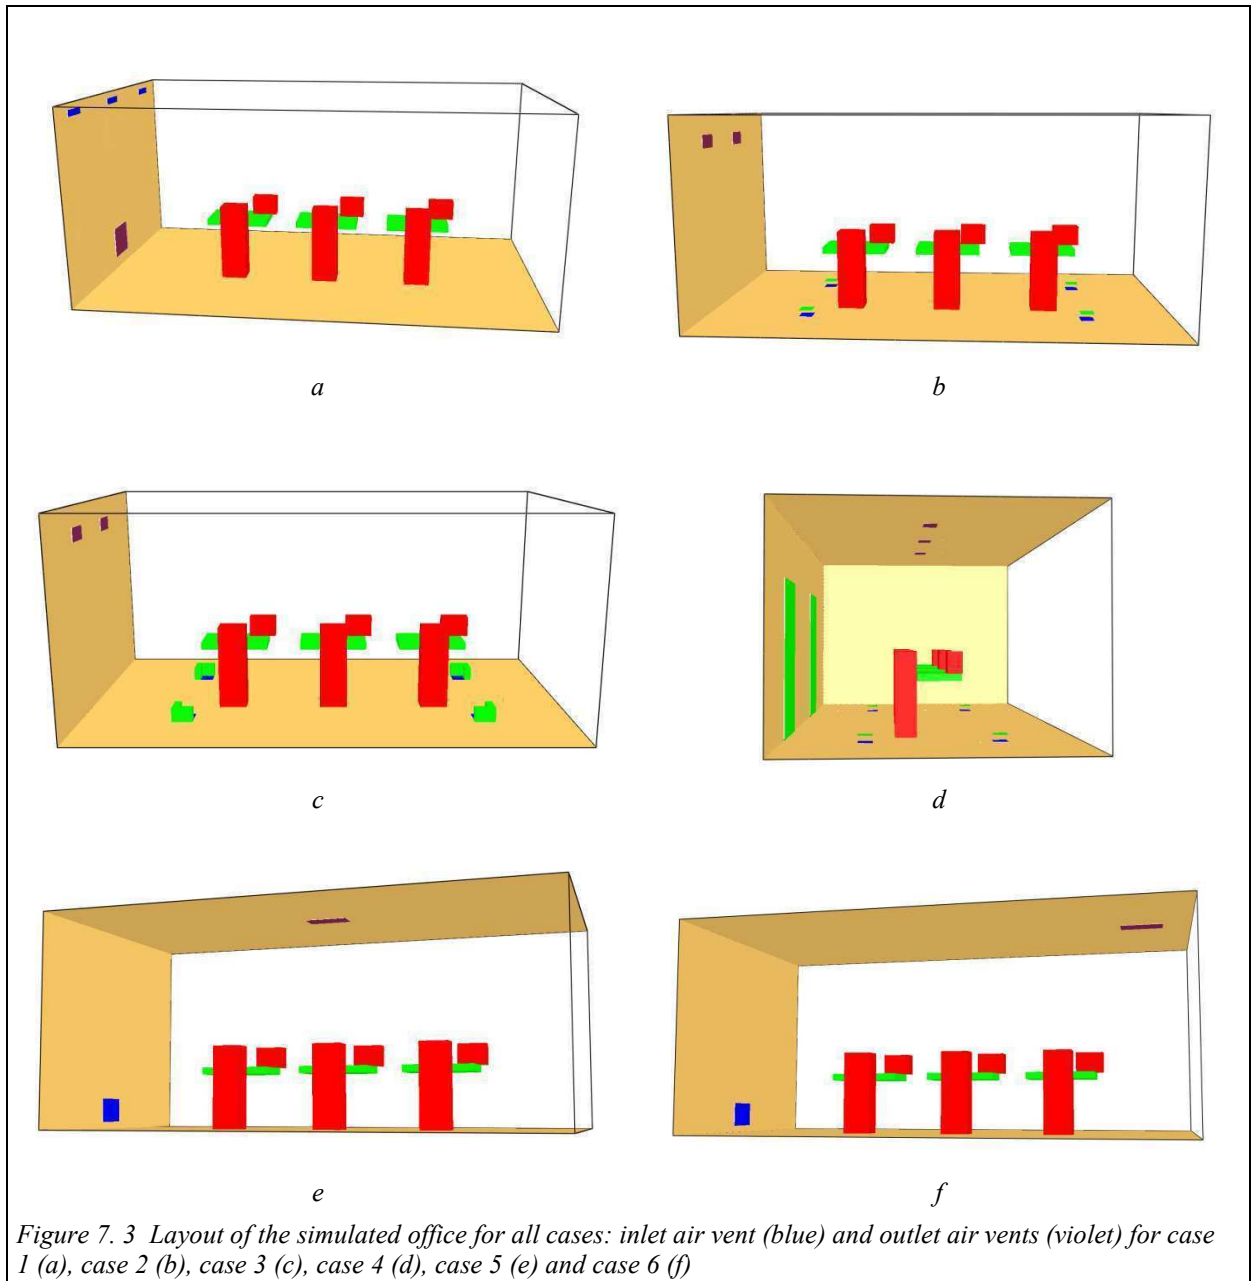 a
b
c
d
e
f
Figure 7. 3 Layout of the simulated office for all cases: inlet air vent (blue) and outlet air vents (violet) for case
1 (a), case 2 (b), case 3 (c), case 4 (d), case 5 (e) and case 6 (f)